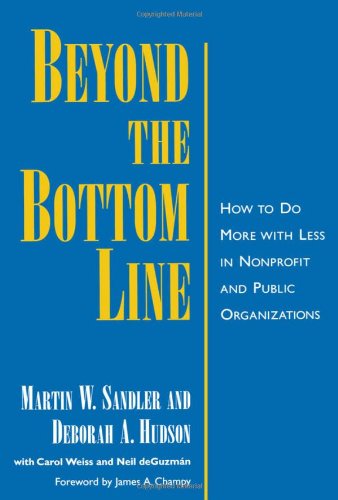 BEYOND
THE
BOTTOM
LINE
HOW TO DO
MORE WITH LESS
IN NONPROFIT
AND PUBLIC
ORGANIZATIONS
MARTIN W. SANDLER AND
DEBORAH A. HUDSON
with Carol Weiss and Neil deGuzmán
Foreword by James A. Champy